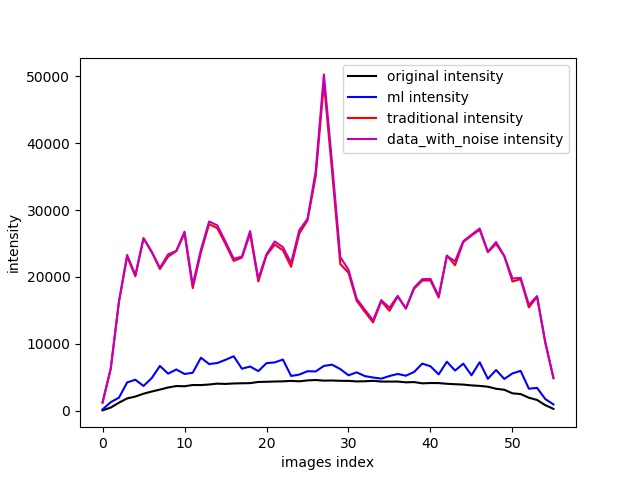 original intensity
ml intensity
traditional intensity
data_with_noise intensity
50000
40000
30000
20000
10000
0
intensity
0 10 20 30 40 50
images index